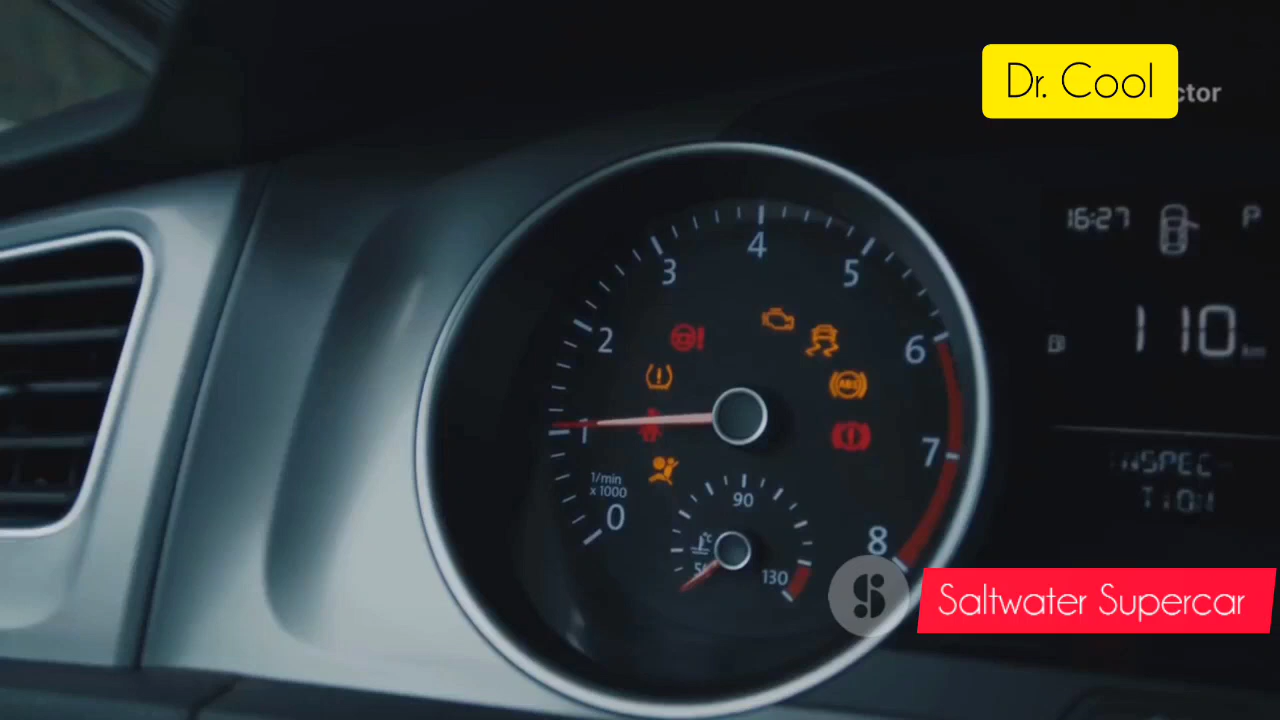 Dr. Cool
ctor
16:27
P
4
3
5
2
6
110
km
ABS
1
7
INSPEC-
TION
1/min
x 1000
90
0
8
°C
50
130
Saltwater Supercar